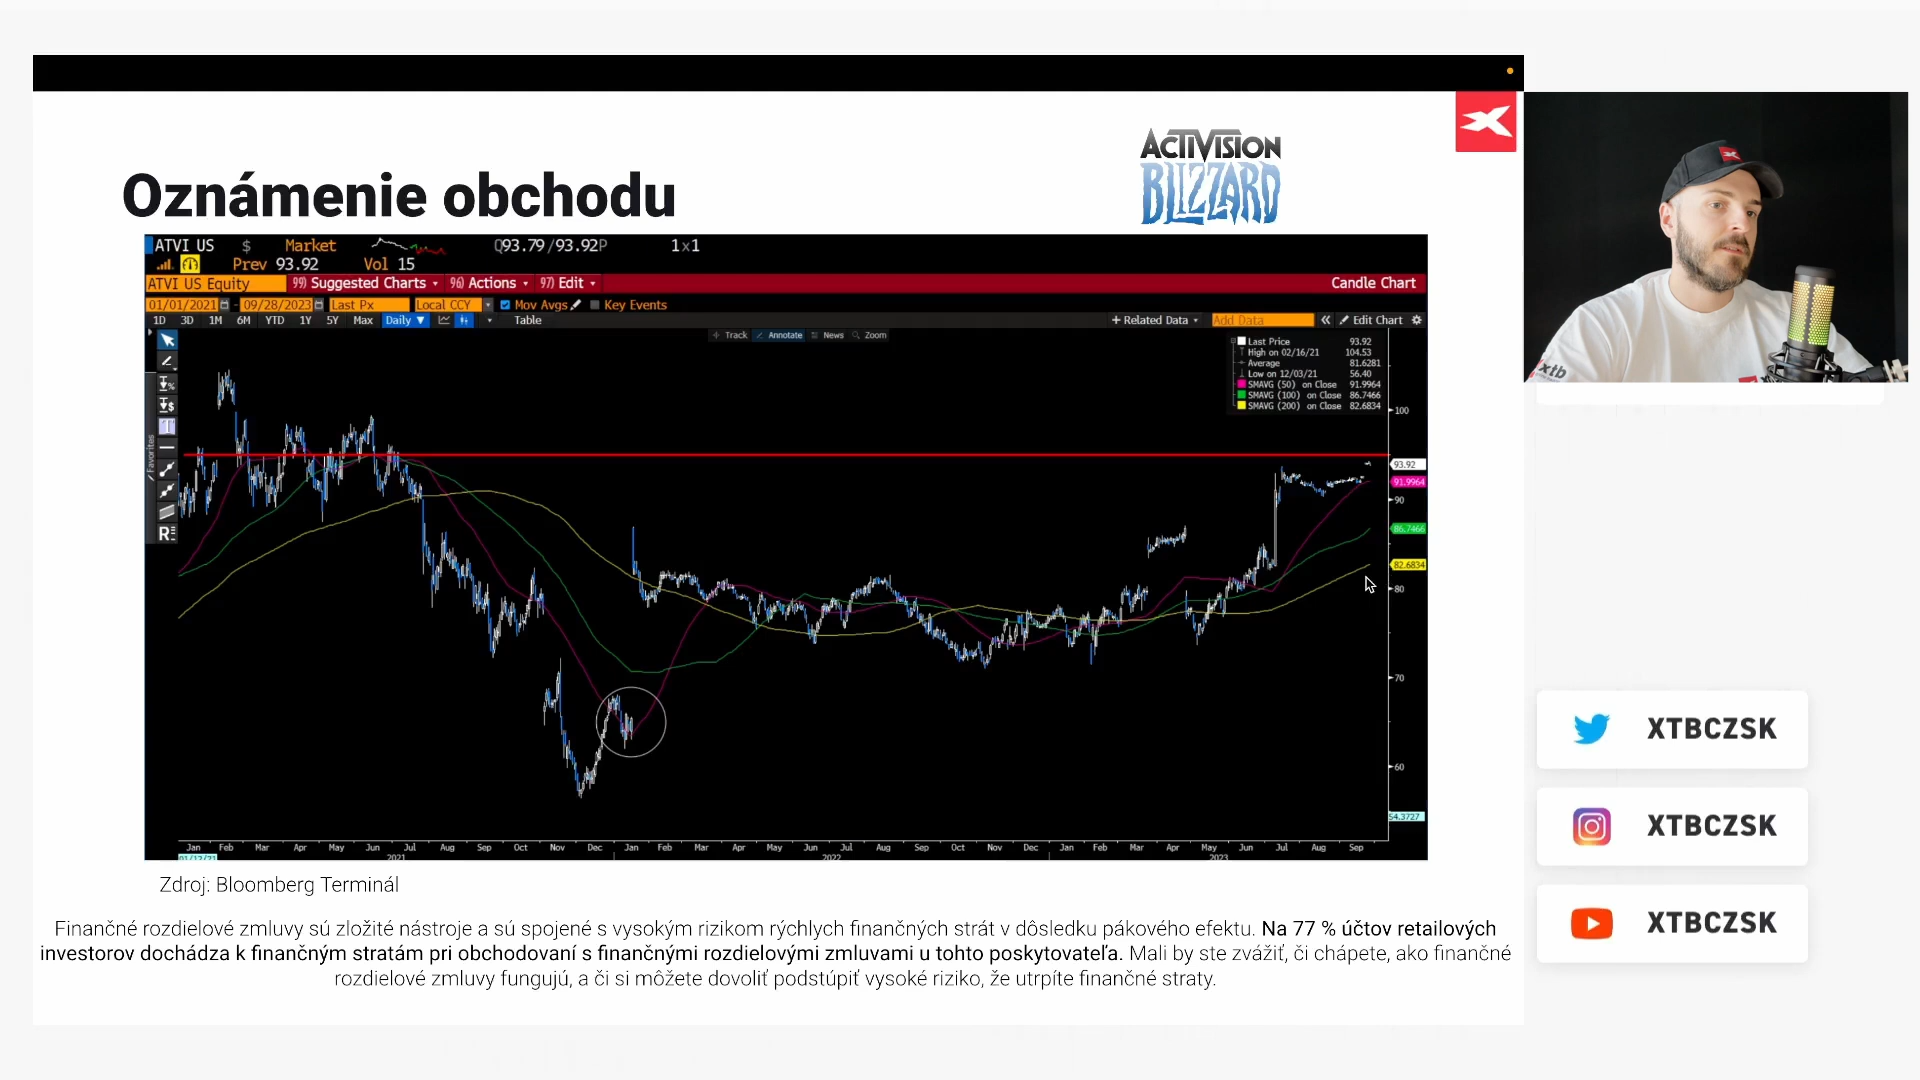 ACTIVISION
BLIZZARD
Oznámenie obchodu
ATVI US $ Market Q93.79/93.92P 1x1
Prev 93.92 Vol 15
ATVI US Equity 99) Suggested Charts 96) Actions 97) Edit Candle Chart
01/01/2021 - 09/28/2023 Last Px Local CCY Mov Avgs Key Events
1D 3D 1M 6M YTD 1Y 5Y Max Daily ▼ Table + Related Data Add Data « Edit Chart
Track Annotate News Zoom
Last Price 93.92
High on 02/16/21 104.53
Average 81.6281
Low on 12/03/21 56.40
SMAVG (50) on Close 91.9964
SMAVG (100) on Close 86.7466
SMAVG (200) on Close 82.6834
Favorites
100
93.92
91.9964
90
86.7466
82.6834
80
70
60
54.3727
Jan Feb Mar Apr May Jun Jul Aug Sep Oct Nov Dec Jan Feb Mar Apr May Jun Jul Aug Sep Oct Nov Dec Jan Feb Mar Apr May Jun Jul Aug Sep
2021 2022 2023
01/12/21
Zdroj: Bloomberg Terminál
Finančné rozdielové zmluvy sú zložité nástroje a sú spojené s vysokým rizikom rýchlych finančných strát v dôsledku pákového efektu. Na 77 % účtov retailových
investorov dochádza k finančným stratám pri obchodovaní s finančnými rozdielovými zmluvami u tohto poskytovateľa. Mali by ste zvážiť, či chápete, ako finančné
rozdielové zmluvy fungujú, a či si môžete dovoliť podstúpiť vysoké riziko, že utrpíte finančné straty.
xtb
XTBCZSK
XTBCZSK
XTBCZSK